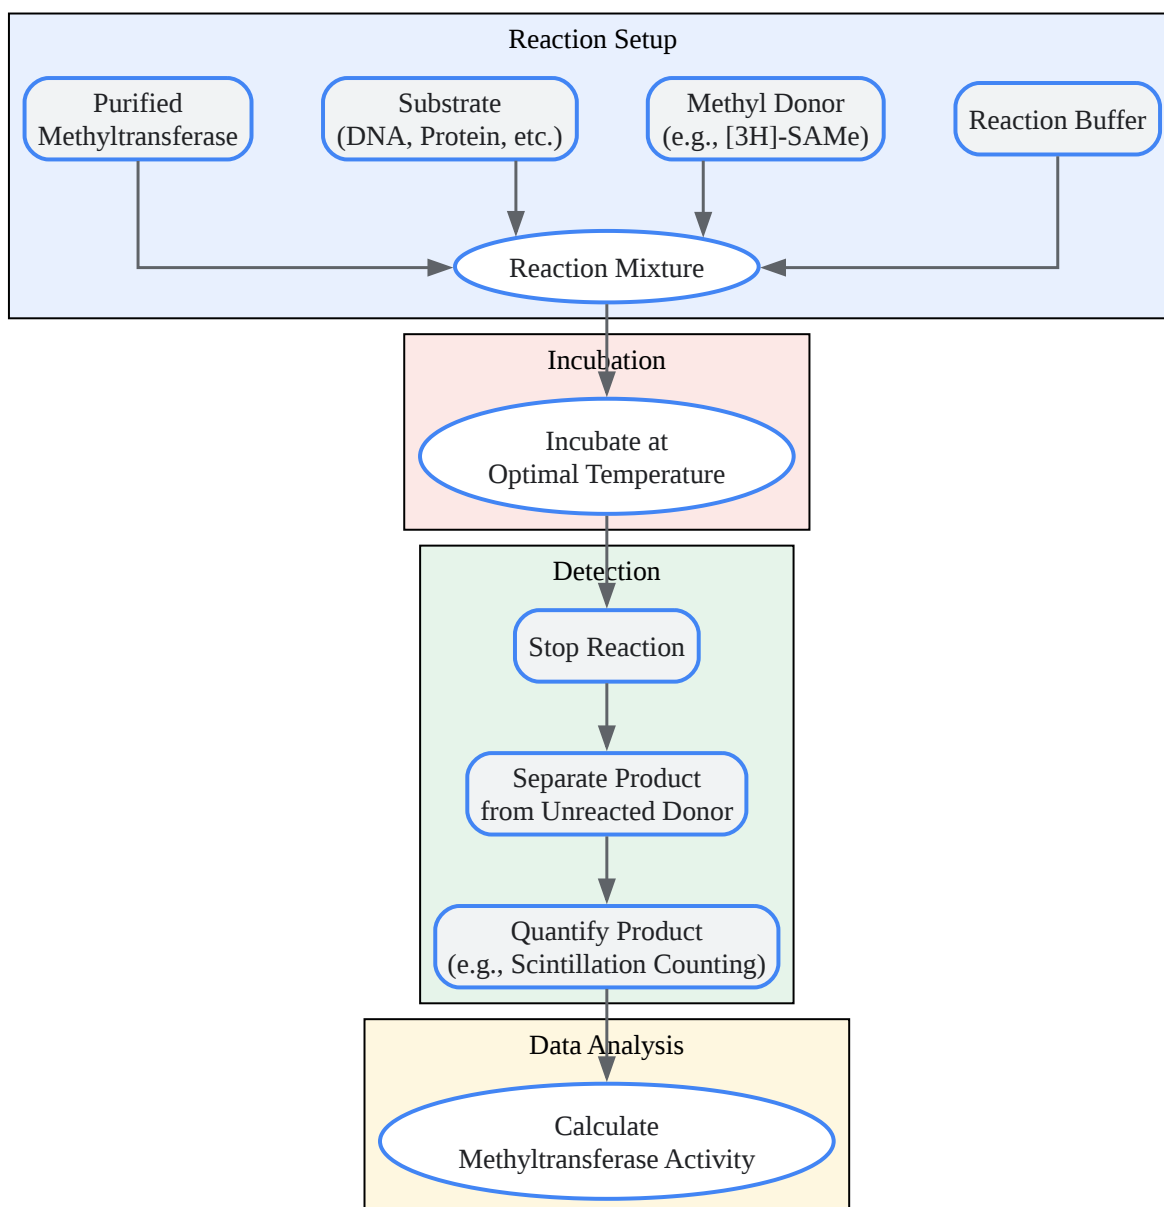 Reaction Setup
Purified
Methyltransferase
Substrate
(DNA, Protein, etc.)
Methyl Donor
(e.g., [3H]-SAMe)
Reaction Buffer
Reaction Mixture
Incubation
Incubate at
Optimal Temperature
Detection
Stop Reaction
Separate Product
from Unreacted Donor
Quantify Product
(e.g., Scintillation Counting)
Data Analysis
Calculate
Methyltransferase Activity